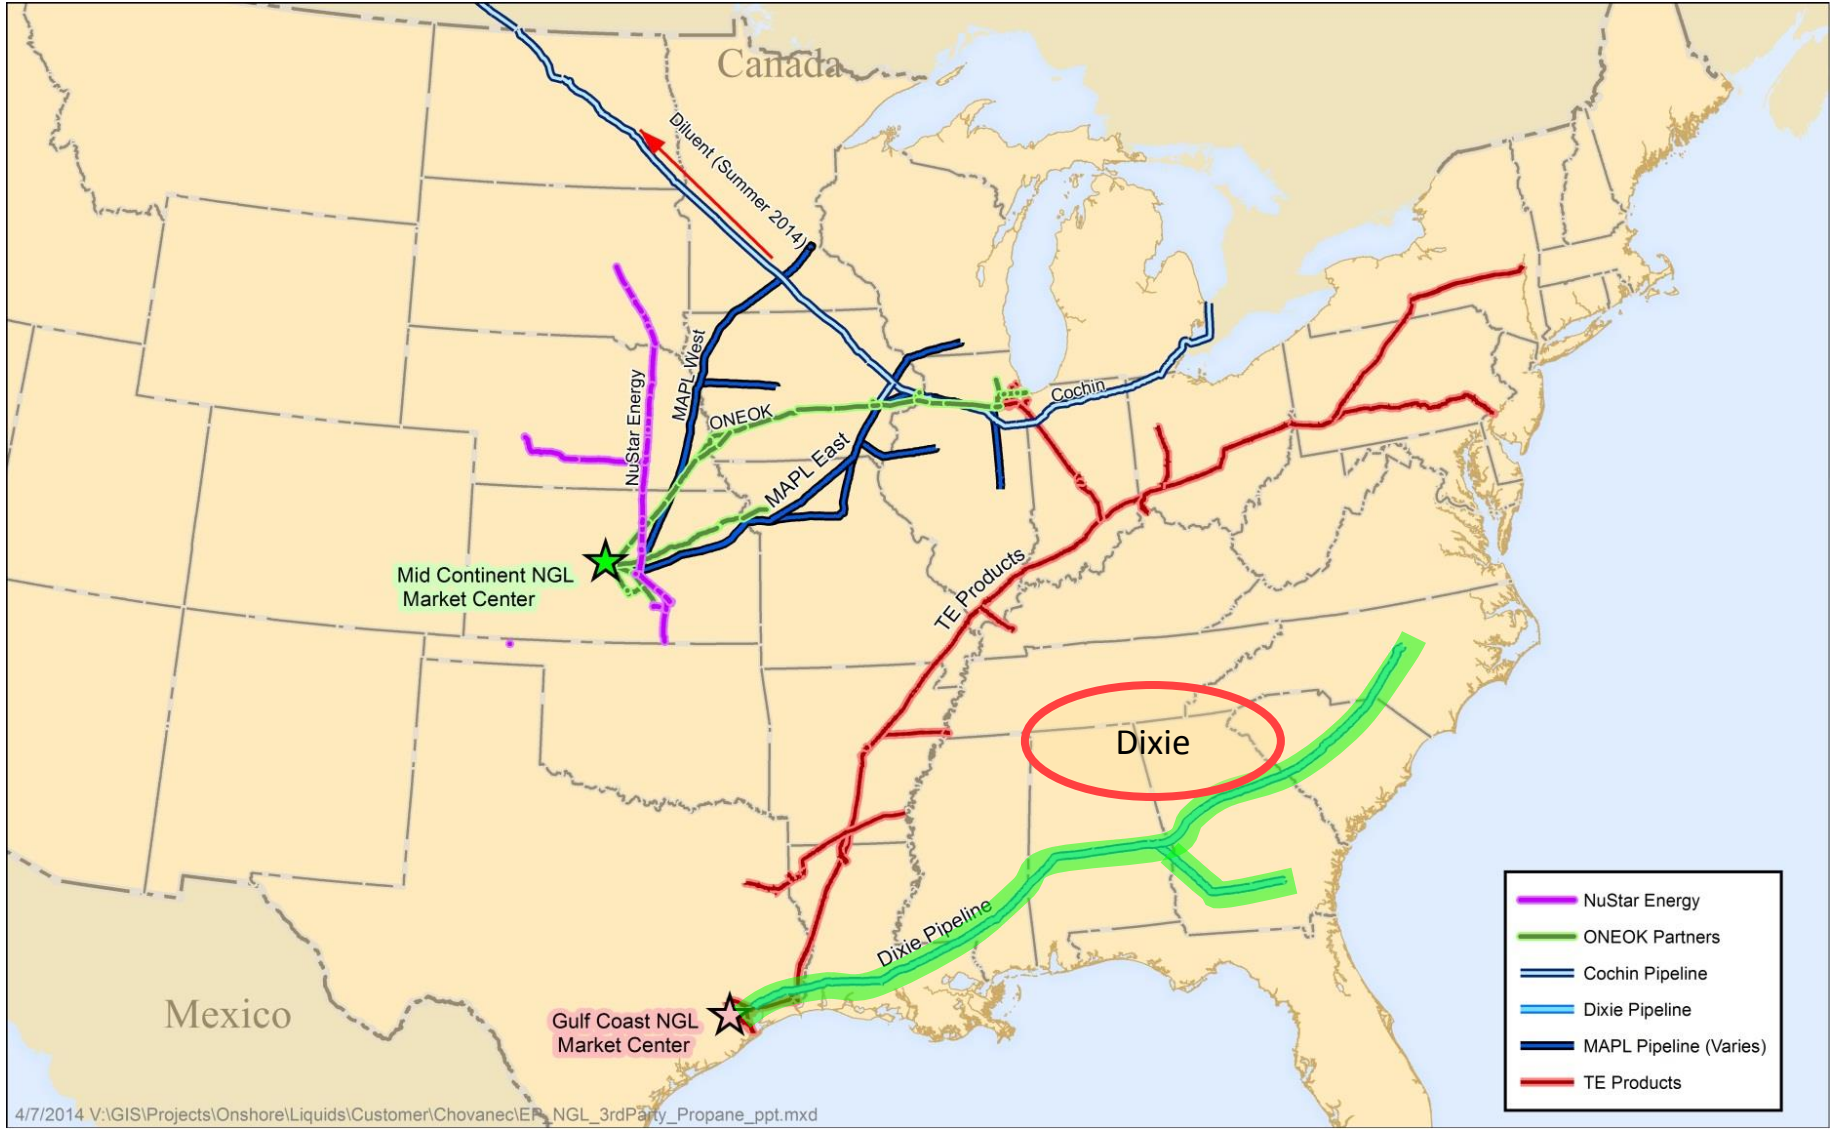 Canada
Diluent (Summer 2014)
MAPL West
NuStar Energy
ONEOK
MAPL East
Cochin
Mid Continent NGL
Market Center
TE Products
Dixie
Dixie Pipeline
Gulf Coast NGL
Market Center
Mexico
NuStar Energy
ONEOK Partners
Cochin Pipeline
Dixie Pipeline
MAPL Pipeline (Varies)
TE Products
4/7/2014 V:\GIS\Projects\Onshore\Liquids\Customer\Chovanec\EP_NGL_3rdParty_Propane_ppt.mxd